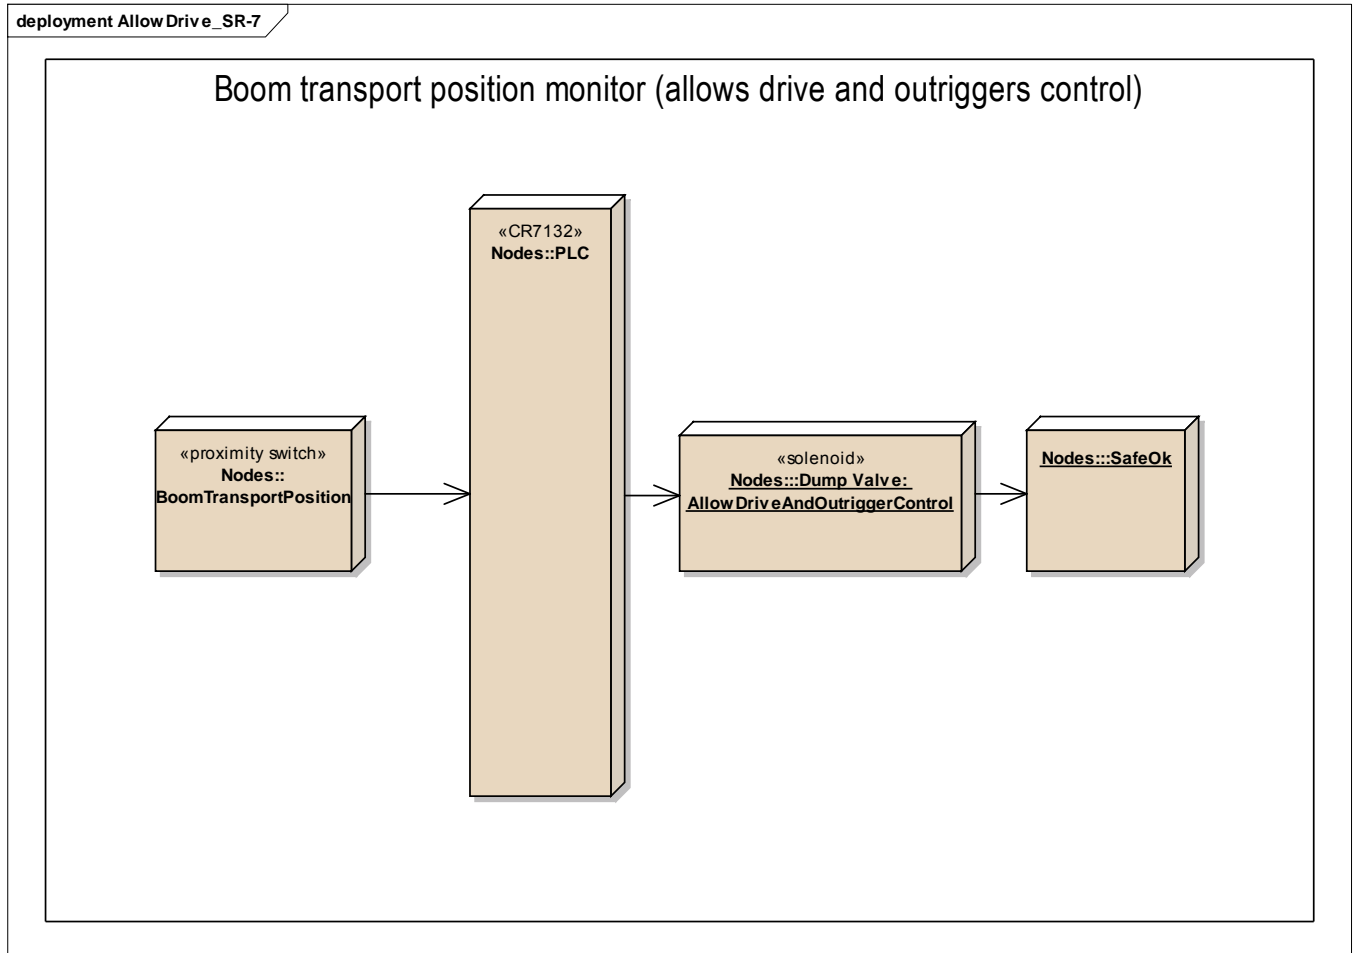 deployment AllowDrive_SR-7
Boom transport position monitor (allows drive and outriggers control)
«CR7132»
Nodes::PLC
«proximity switch»
Nodes::
BoomTransportPosition
«solenoid»
Nodes:::Dump Valve:
AllowDriveAndOutriggerControl
Nodes:::SafeOk